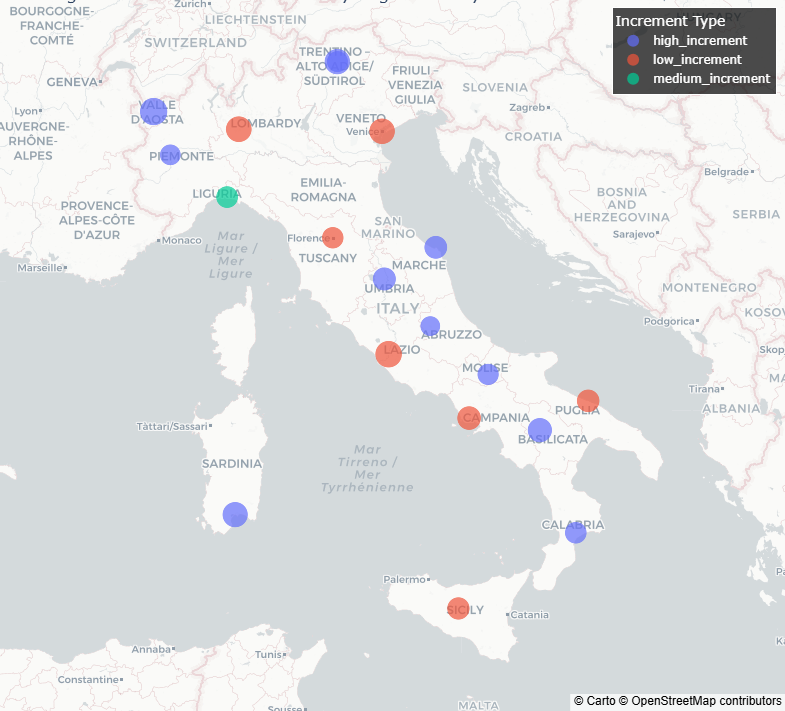 Zurich
BOURGOGNE-
FRANCHE-
COMTÉ
LIECHTENSTEIN
SWITZERLAND
Increment Type
high_increment
low_increment
medium_increment
TRENTINO –
ALTO ADIGE/
SÜDTIROL
GENEVA
FRIULI –
VENEZIA
GIULIA
SLOVENIA
Zagreb
Lyon
VALLE
D'AOSTA
LOMBARDY
VENETO
Venice
CROATIA
AUVERGNE-
RHÔNE-
ALPES
PIEMONTE
Belgrade
EMILIA-
ROMAGNA
LIGURIA
BOSNIA
AND
HERZEGOVINA
PROVENCE-
ALPES-CÔTE
D'AZUR
SAN
MARINO
SERBIA
Monaco
Mar
Ligure /
Mer
Ligure
Florence
Sarajevo
TUSCANY
MARCHE
Marseille
UMBRIA
MONTENEGRO
ITALY
KOSOV
Podgorica
ABRUZZO
LAZIO
Skop
MOLISE
MA
Tirana
PUGLIA
ALBANIA
CAMPANIA
Tàttari/Sassari
BASILICATA
SARDINIA
Mar
Tirreno /
Mer
Tyrrhénienne
CALABRIA
Palermo
SICILY
Catania
Annaba
Tunis
Constantine
MALTA
Sousse
© Carto © OpenStreetMap contributors